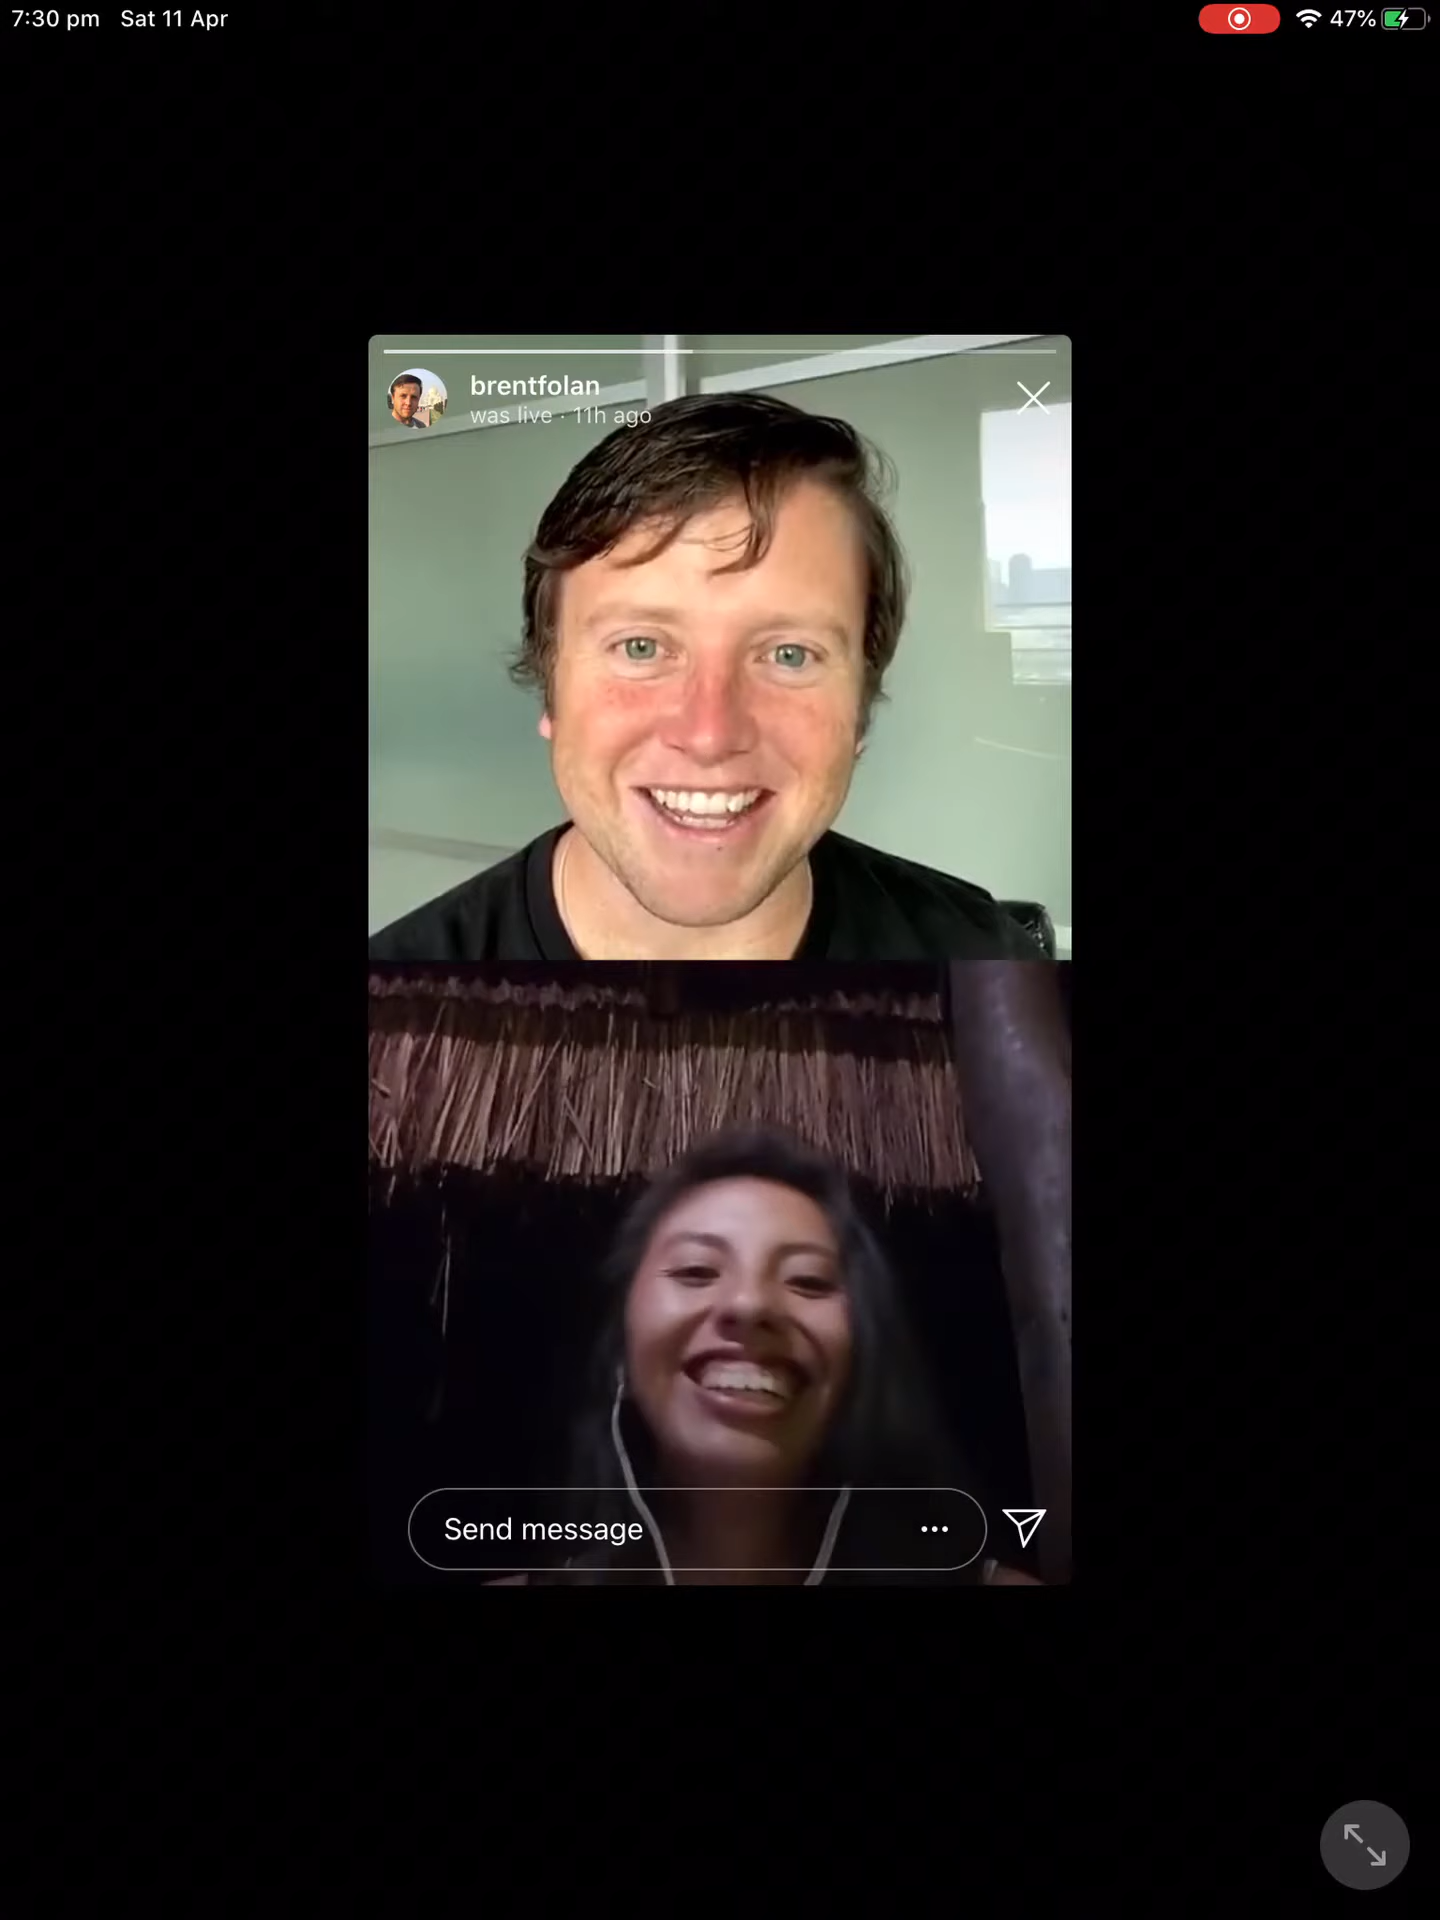 7:30 pm Sat 11 Apr
47%
brentfolan
was live · 11h ago
Send message